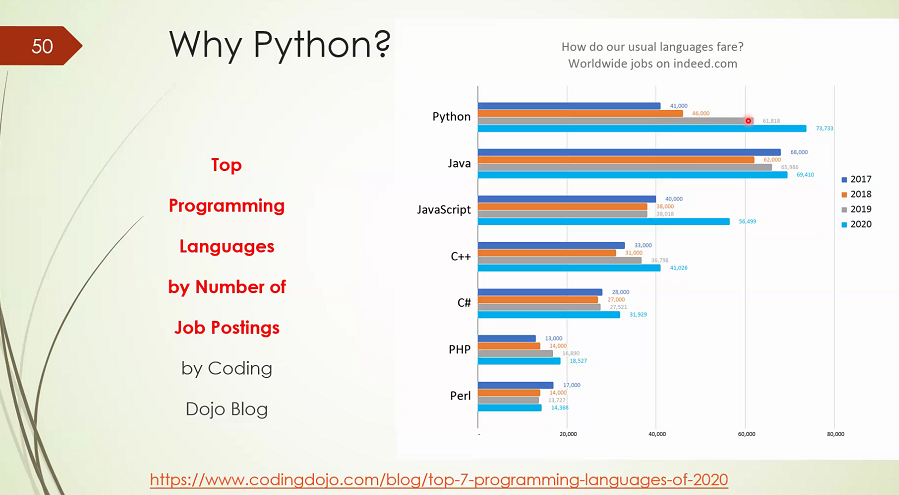 50
Why Python?
Top
Programming
Languages
by Number of
Job Postings
by Coding
Dojo Blog
How do our usual languages fare?
Worldwide jobs on indeed.com
Python
41,000
46,000
61,818
73,733
Java
68,000
62,000
65,986
69,410
JavaScript
40,000
38,000
38,018
56,499
C++
33,000
31,000
36,798
41,026
C#
28,000
27,000
27,521
31,929
PHP
13,000
14,000
16,890
18,527
Perl
17,000
14,000
13,727
14,368
- 20,000 40,000 60,000 80,000
2017
2018
2019
2020
https://www.codingdojo.com/blog/top-7-programming-languages-of-2020